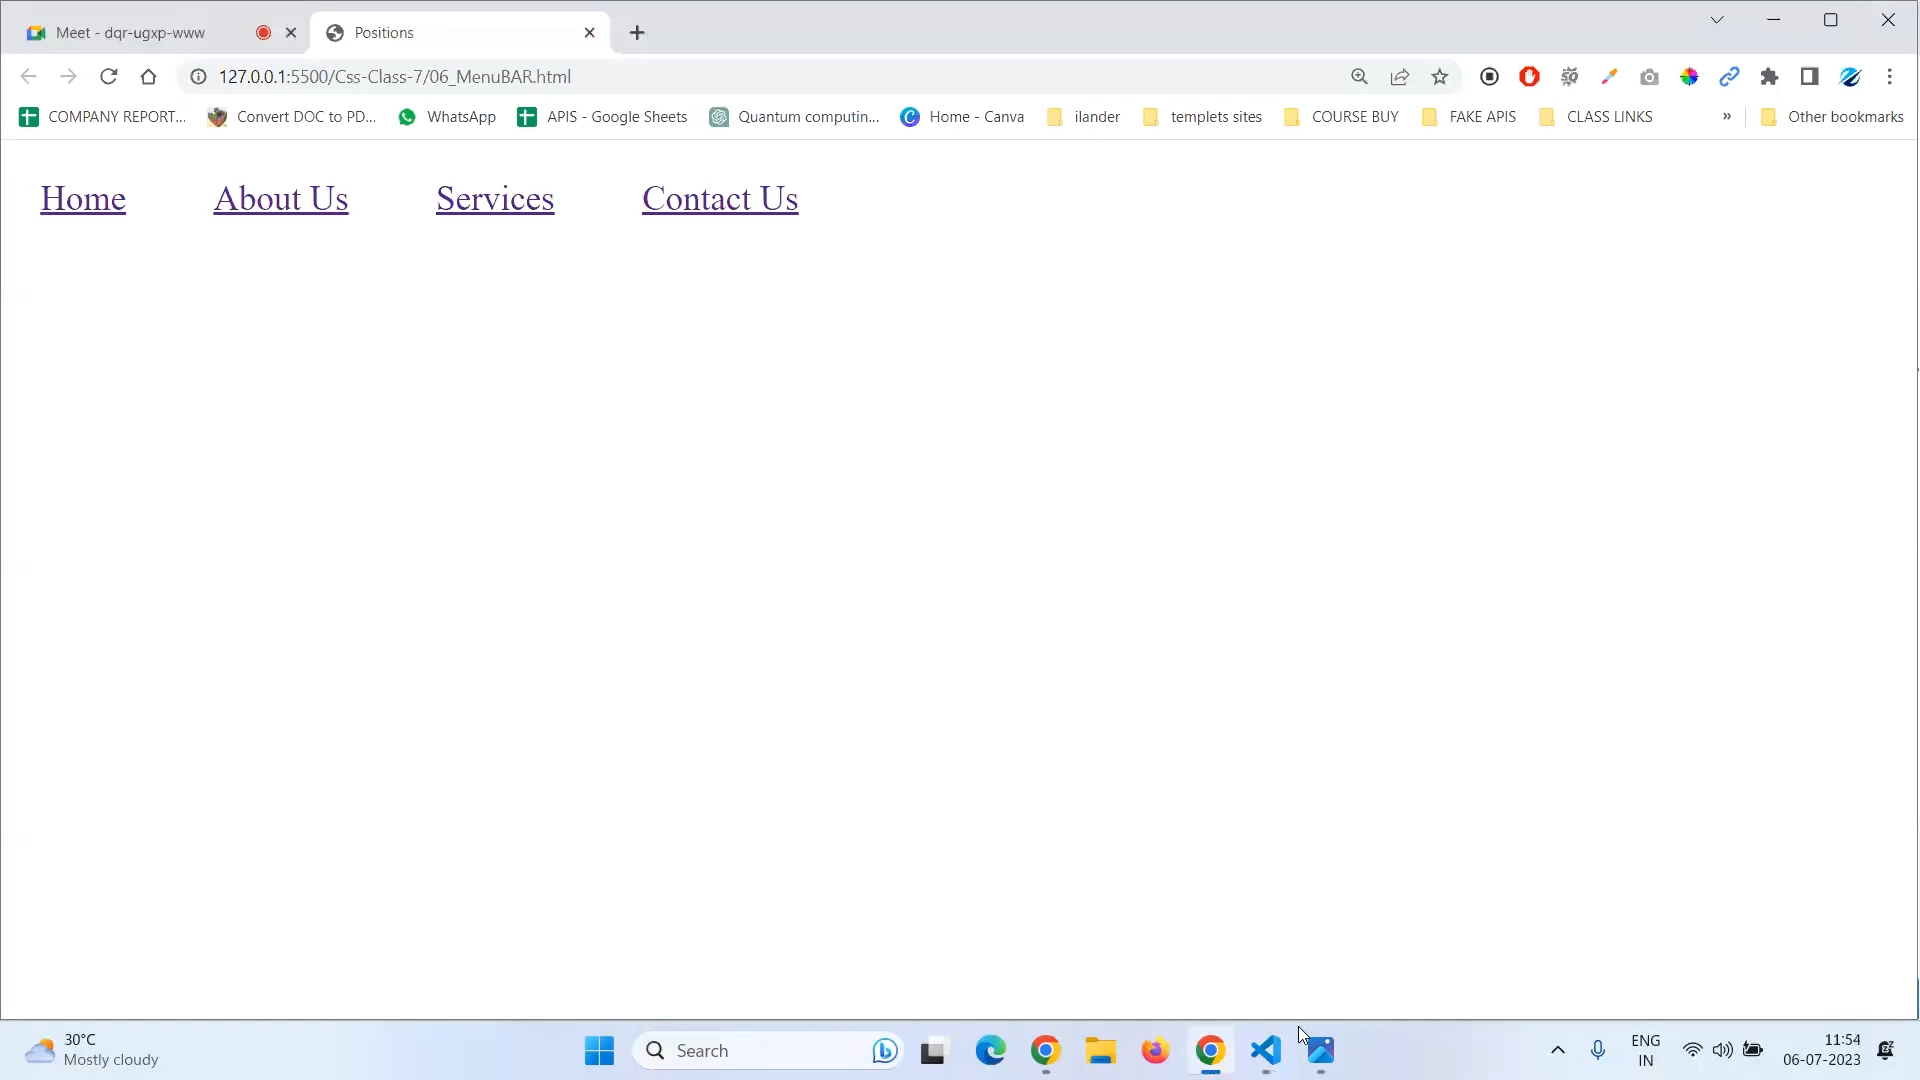 Meet - dqr-ugxp-www
Positions
127.0.0.1:5500/Css-Class-7/06_MenuBAR.html
COMPANY REPORT... Convert DOC to PD... WhatsApp APIS - Google Sheets Quantum computin... Home - Canva ilander templets sites COURSE BUY FAKE APIS CLASS LINKS » Other bookmarks
Home About Us Services Contact Us
30°C
Mostly cloudy
Search
ENG
IN
11:54
06-07-2023